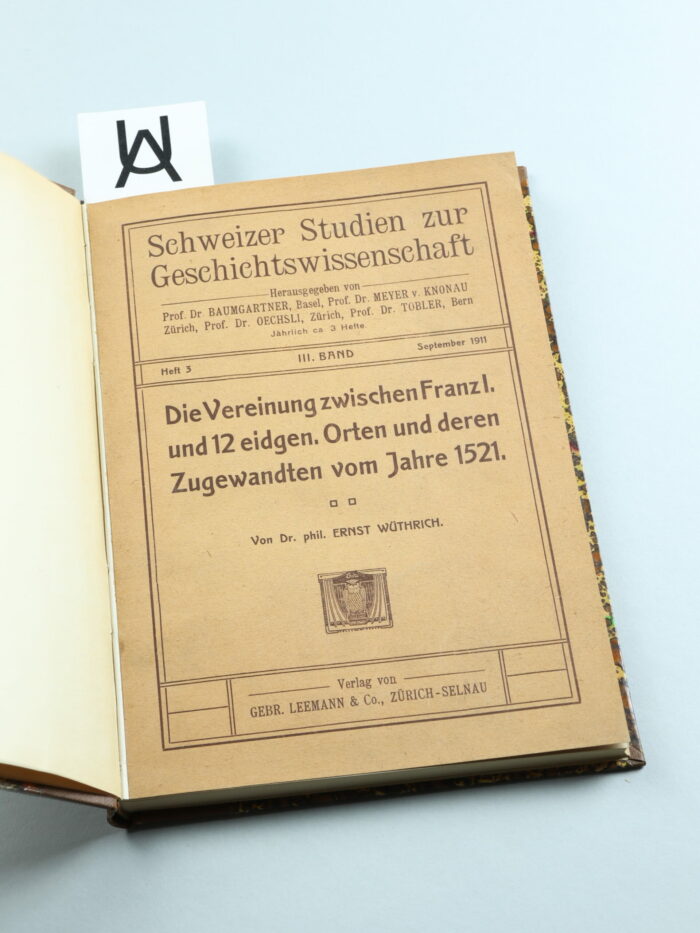 UA
Schweizer Studien zur
Geschichtswissenschaft
Herausgegeben von
Prof. Dr. BAUMGARTNER, Basel, Prof. Dr. MEYER v. KNONAU
Zürich, Prof. Dr. OECHSLI, Zürich, Prof. Dr. TOBLER, Bern
Jährlich ca 3 Hefte
Heft 3 III. BAND September 1911
Die Vereinung zwischen Franz I.
und 12 eidgen. Orten und deren
Zugewandten vom Jahre 1521.
Von Dr. phil. ERNST WÜTHRICH.
Verlag von
GEBR. LEEMANN & Co., ZÜRICH-SELNAU